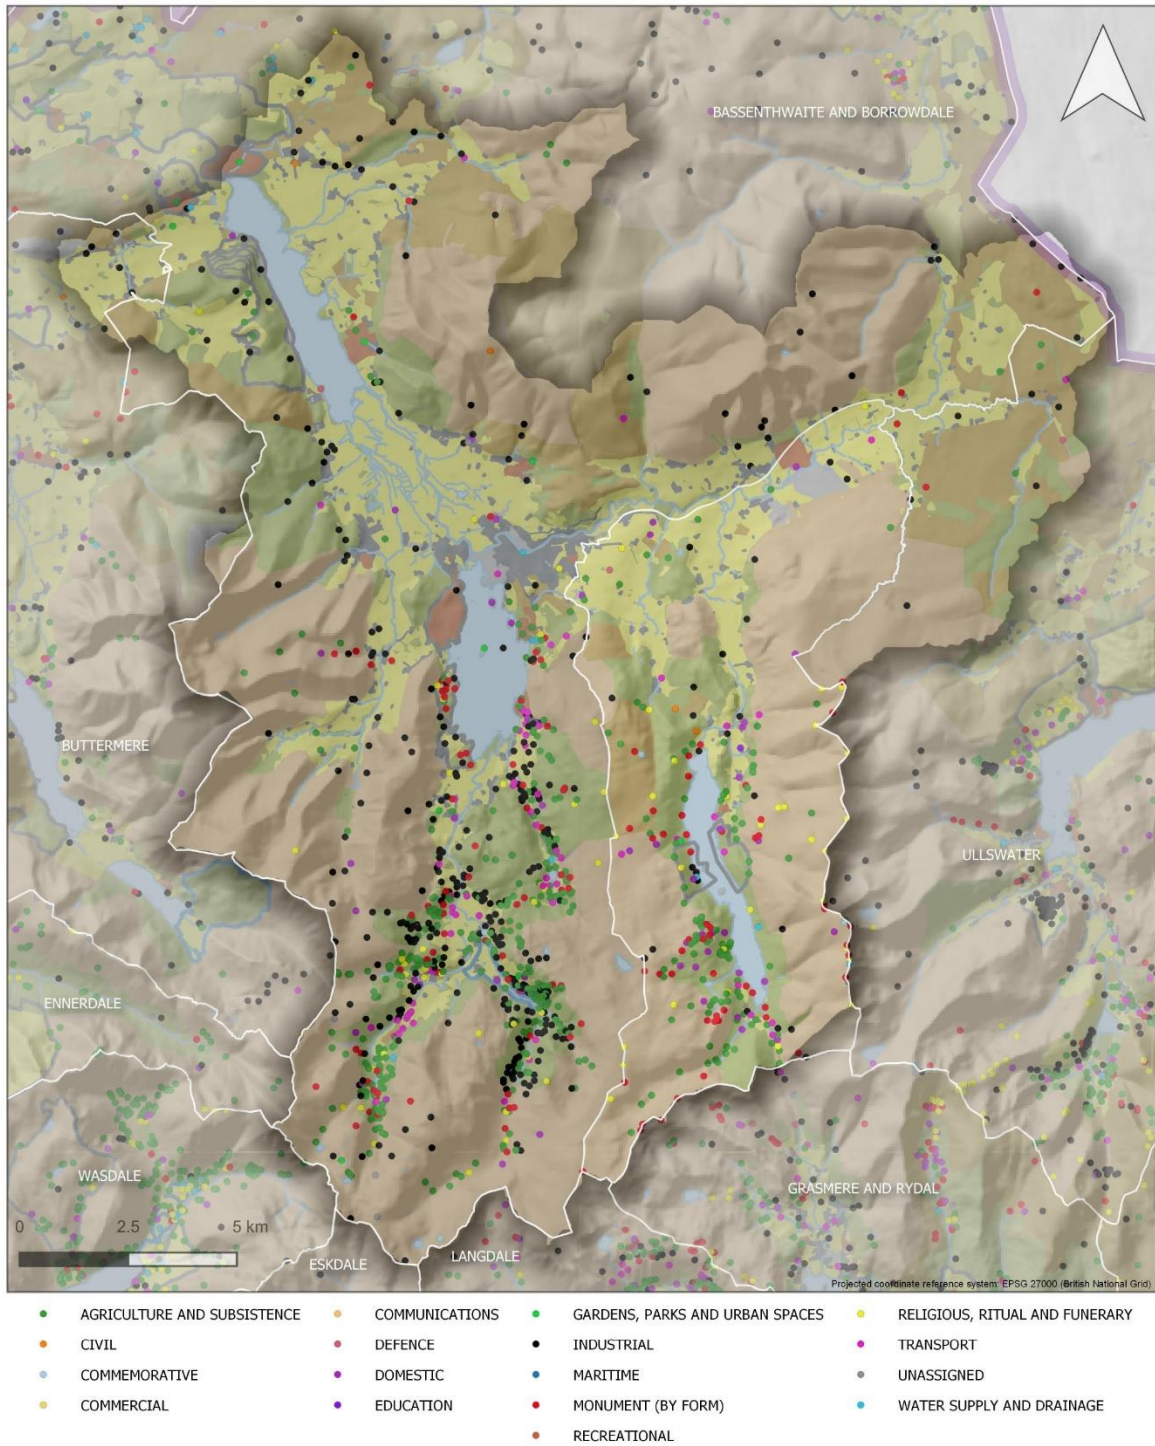 BASSENTHWAITE AND BORROWDALE
BUTTERMERE
ULLSWATER
ENNERDALE
WASDALE
GRASMERE AND RYDAL
0 2.5 5 km
ESKDALE
LANGDALE
Projected coordinate reference system: EPSG 27000 (British National Grid)
AGRICULTURE AND SUBSISTENCE
CIVIL
COMMEMORATIVE
COMMERCIAL
COMMUNICATIONS
DEFENCE
DOMESTIC
EDUCATION
GARDENS, PARKS AND URBAN SPACES
INDUSTRIAL
MARITIME
MONUMENT (BY FORM)
RECREATIONAL
RELIGIOUS, RITUAL AND FUNERARY
TRANSPORT
UNASSIGNED
WATER SUPPLY AND DRAINAGE